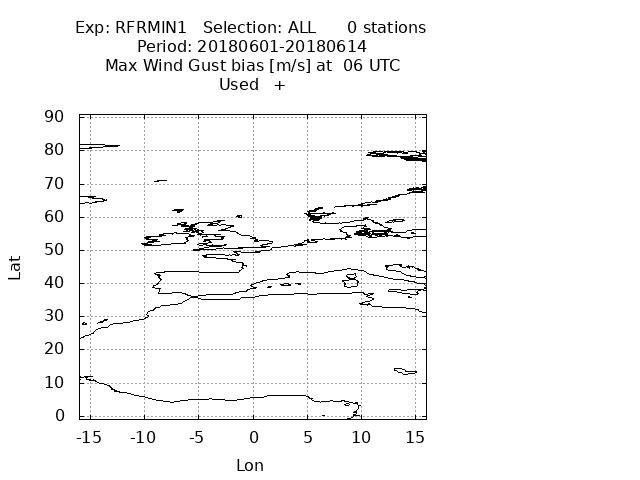 Exp: RFRMIN1   Selection: ALL      0 stations
Period: 20180601-20180614
Max Wind Gust bias [m/s] at  06 UTC
Used   +
90
80
70
60
50
40
30
20
10
0
Lat
-15 -10 -5 0 5 10 15
Lon